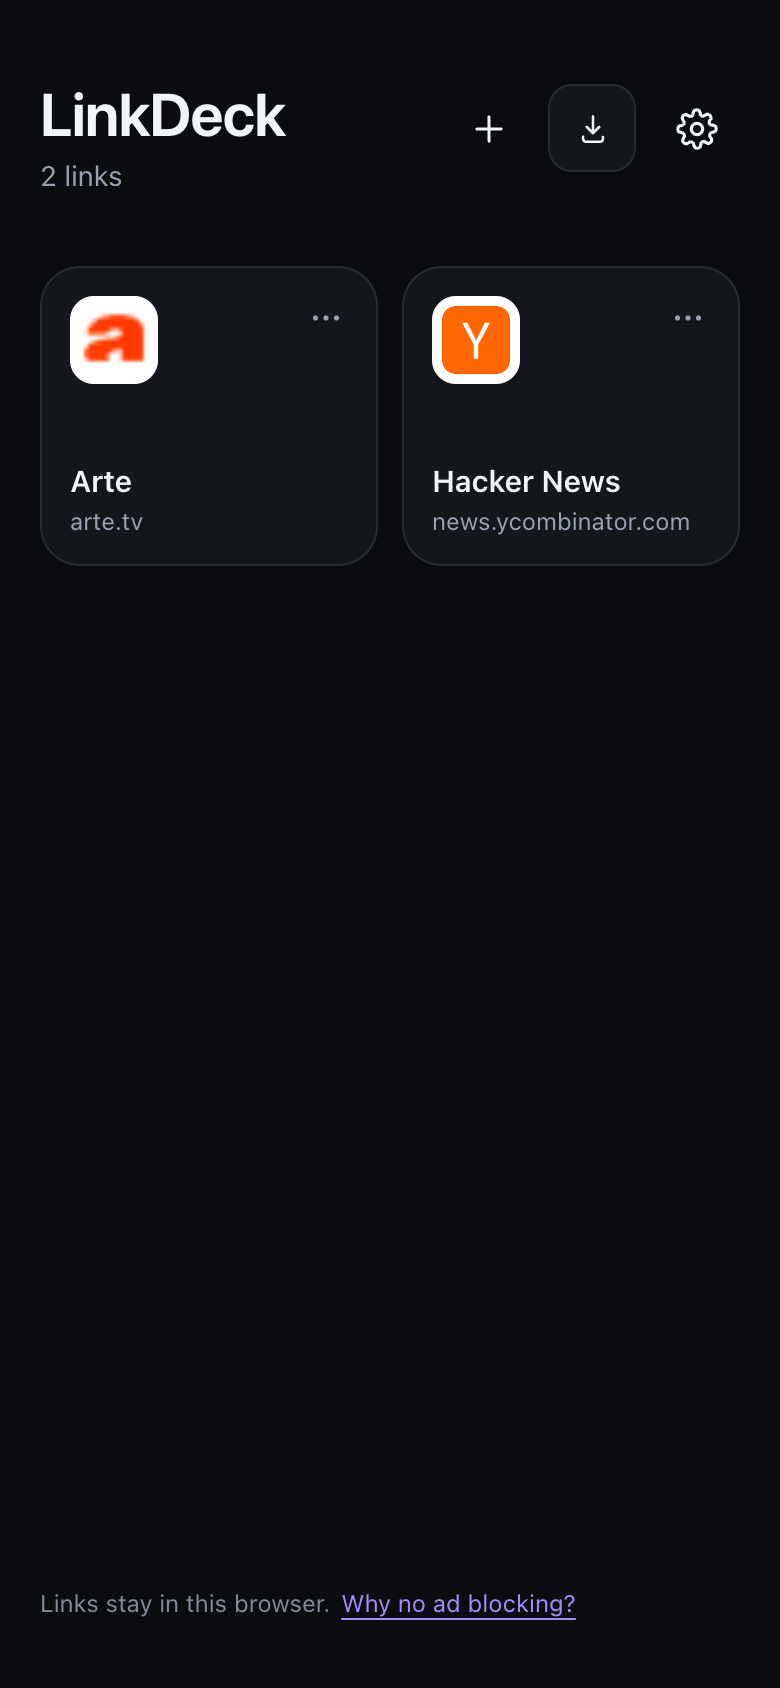 LinkDeck
2 links
Arte
arte.tv
Y
Hacker News
news.ycombinator.com
Links stay in this browser. Why no ad blocking?